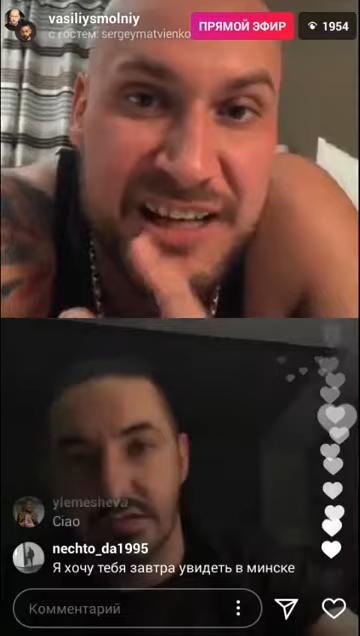 vasiliysmolniy
с гостем: sergeymatvienko
ПРЯМОЙ ЭФИР
1954
ylemesheva
Ciao
nechto_da1995
Я хочу тебя завтра увидеть в минске
Комментарий